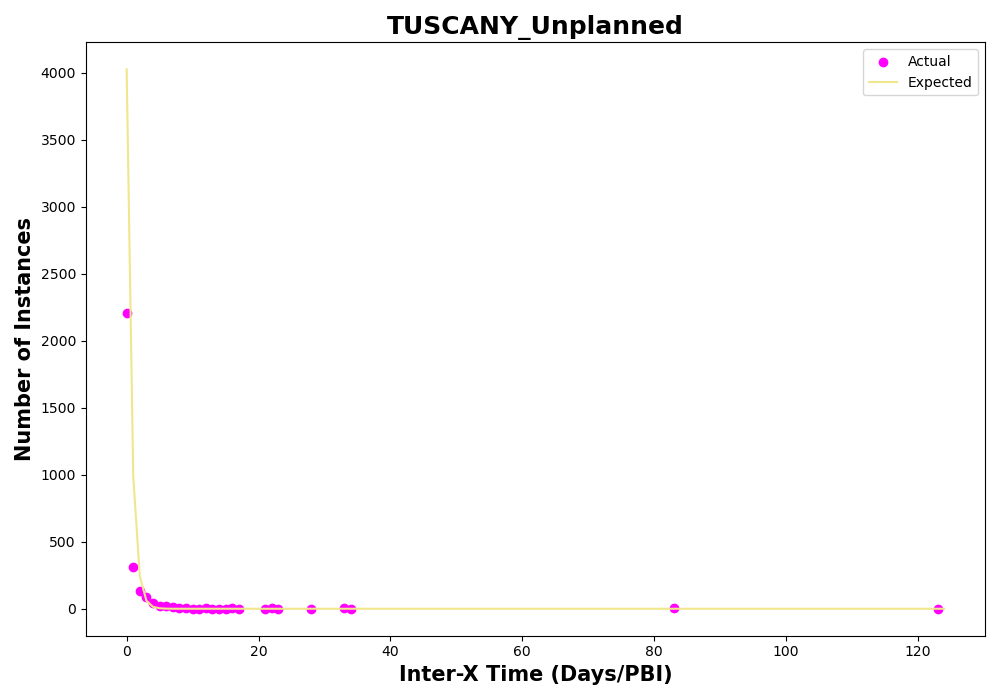 TUSCANY_Unplanned
Actual
Expected
Number of Instances
4000
3500
3000
2500
2000
1500
1000
500
0
0 20 40 60 80 100 120
Inter-X Time (Days/PBI)